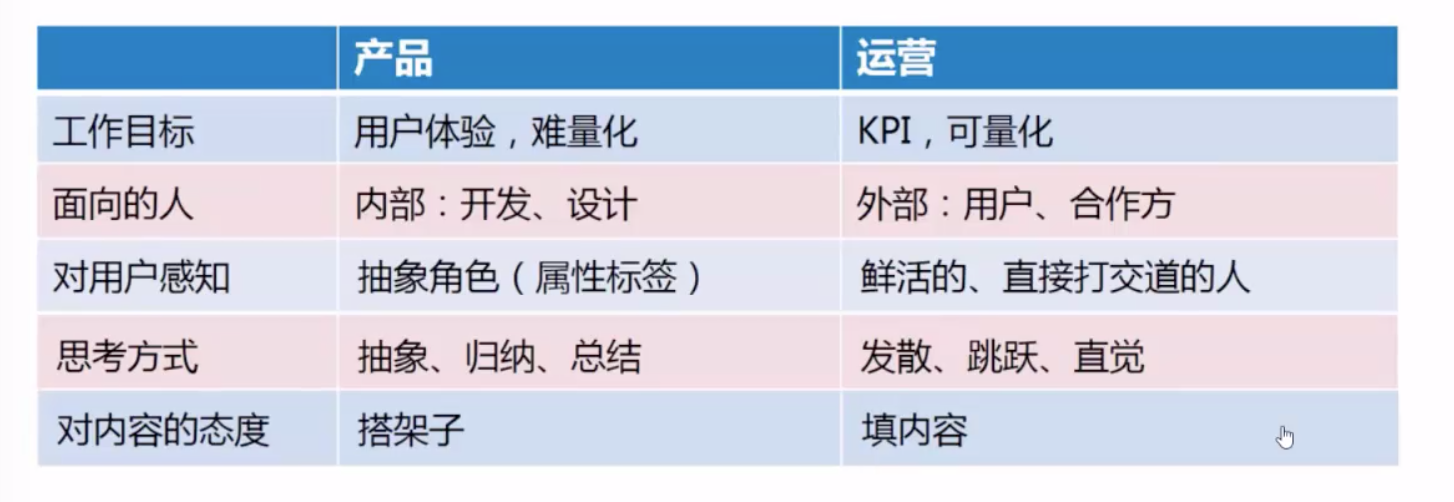 产品 运营
工作目标 用户体验，难量化 KPI，可量化
面向的人 内部：开发、设计 外部：用户、合作方
对用户感知 抽象角色（属性标签） 鲜活的、直接打交道的人
思考方式 抽象、归纳、总结 发散、跳跃、直觉
对内容的态度 搭架子 填内容